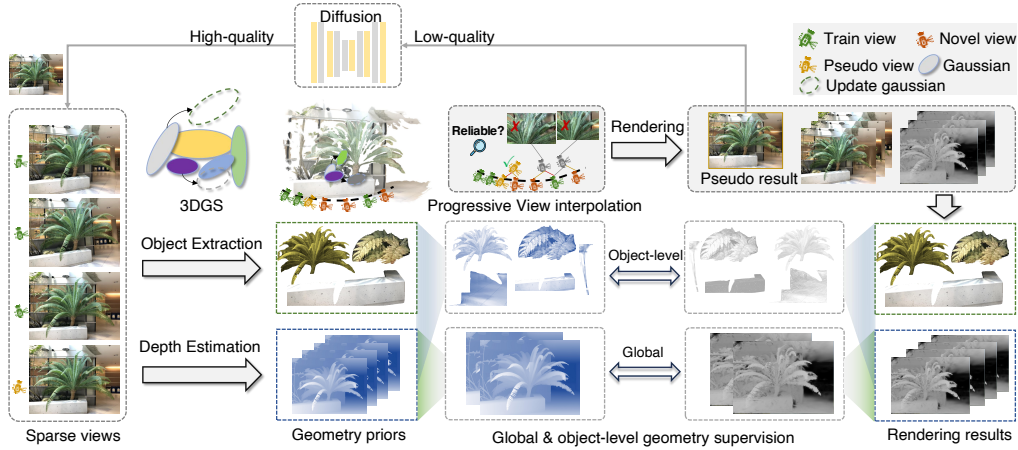 Diffusion
High-quality
Low-quality
Train view
Novel view
Pseudo view
Gaussian
Update gaussian
Reliable?
Rendering
Pseudo result
3DGS
Progressive View interpolation
Object Extraction
Object-level
Depth Estimation
Global
Sparse views
Geometry priors
Global & object-level geometry supervision
Rendering results